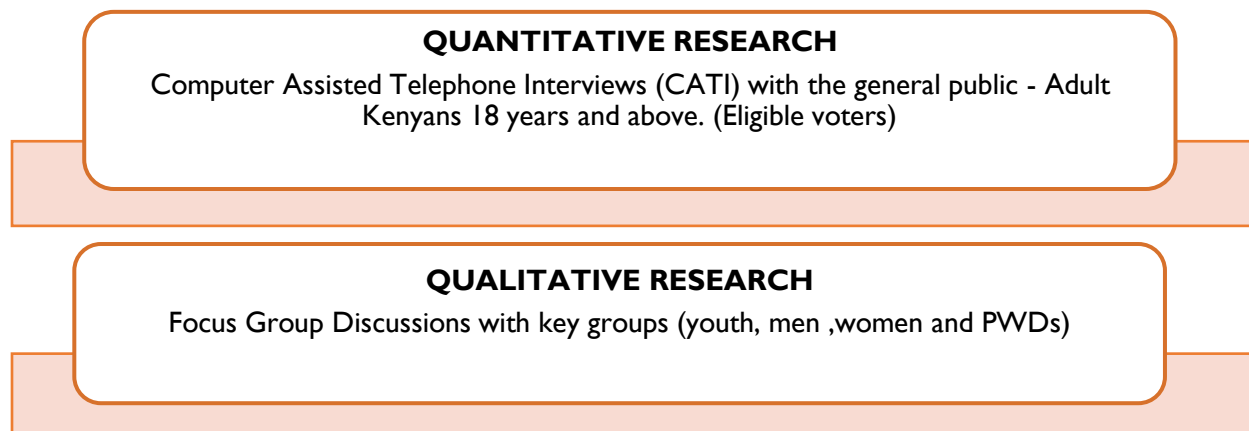 QUANTITATIVE RESEARCH
Computer Assisted Telephone Interviews (CATI) with the general public - Adult
Kenyans 18 years and above. (Eligible voters)
QUALITATIVE RESEARCH
Focus Group Discussions with key groups (youth, men ,women and PWDs)